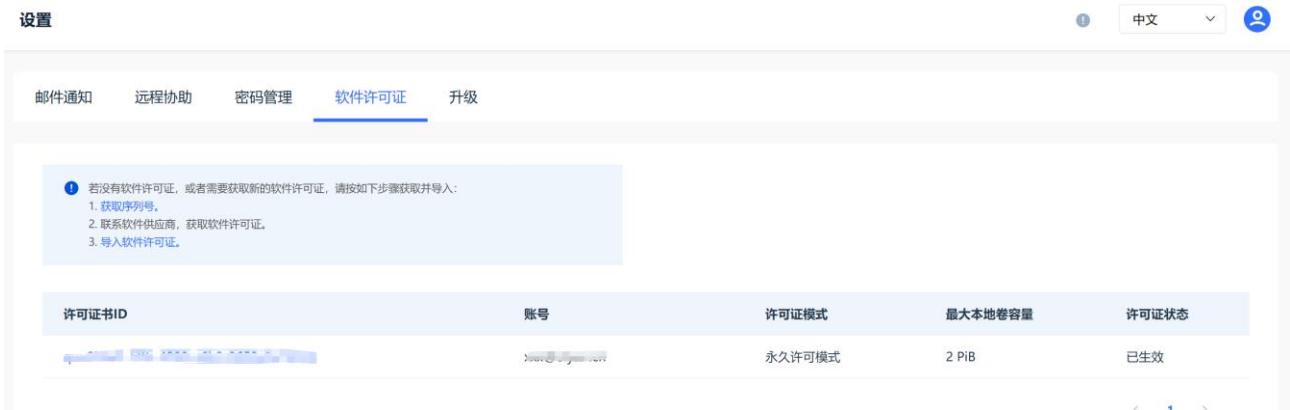 设置
中文
邮件通知 远程协助 密码管理 软件许可证 升级
若没有软件许可证，或者需要获取新的软件许可证，请按如下步骤获取并导入：
1. 获取序列号。
2. 联系软件供应商，获取软件许可证。
3. 导入软件许可证。
许可证书ID 账号 许可证模式 最大本地卷容量 许可证状态
永久许可模式 2 PiB 已生效
1